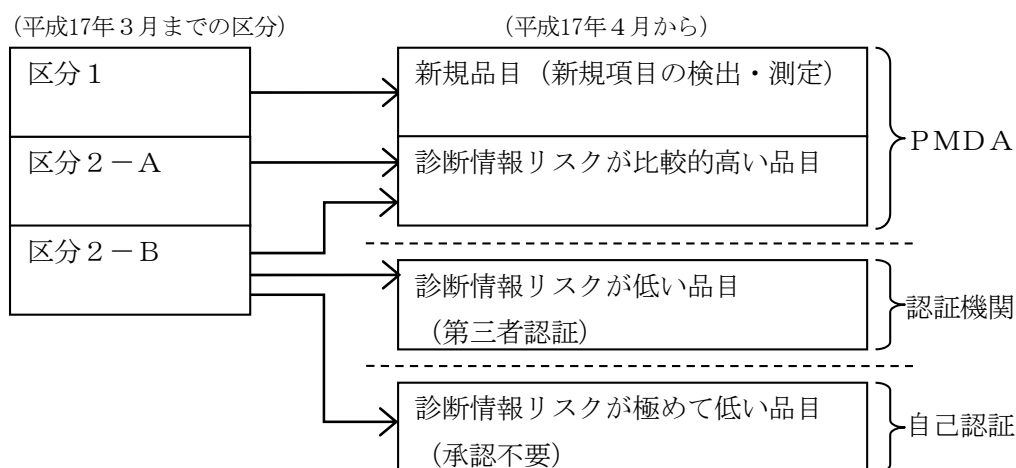 (平成17年３月までの区分)
(平成17年４月から)
区分１
新規品目（新規項目の検出・測定）
区分２－Ａ
診断情報リスクが比較的高い品目
ＰＭＤＡ
区分２－Ｂ
診断情報リスクが低い品目
（第三者認証）
認証機関
診断情報リスクが極めて低い品目
（承認不要）
自己認証